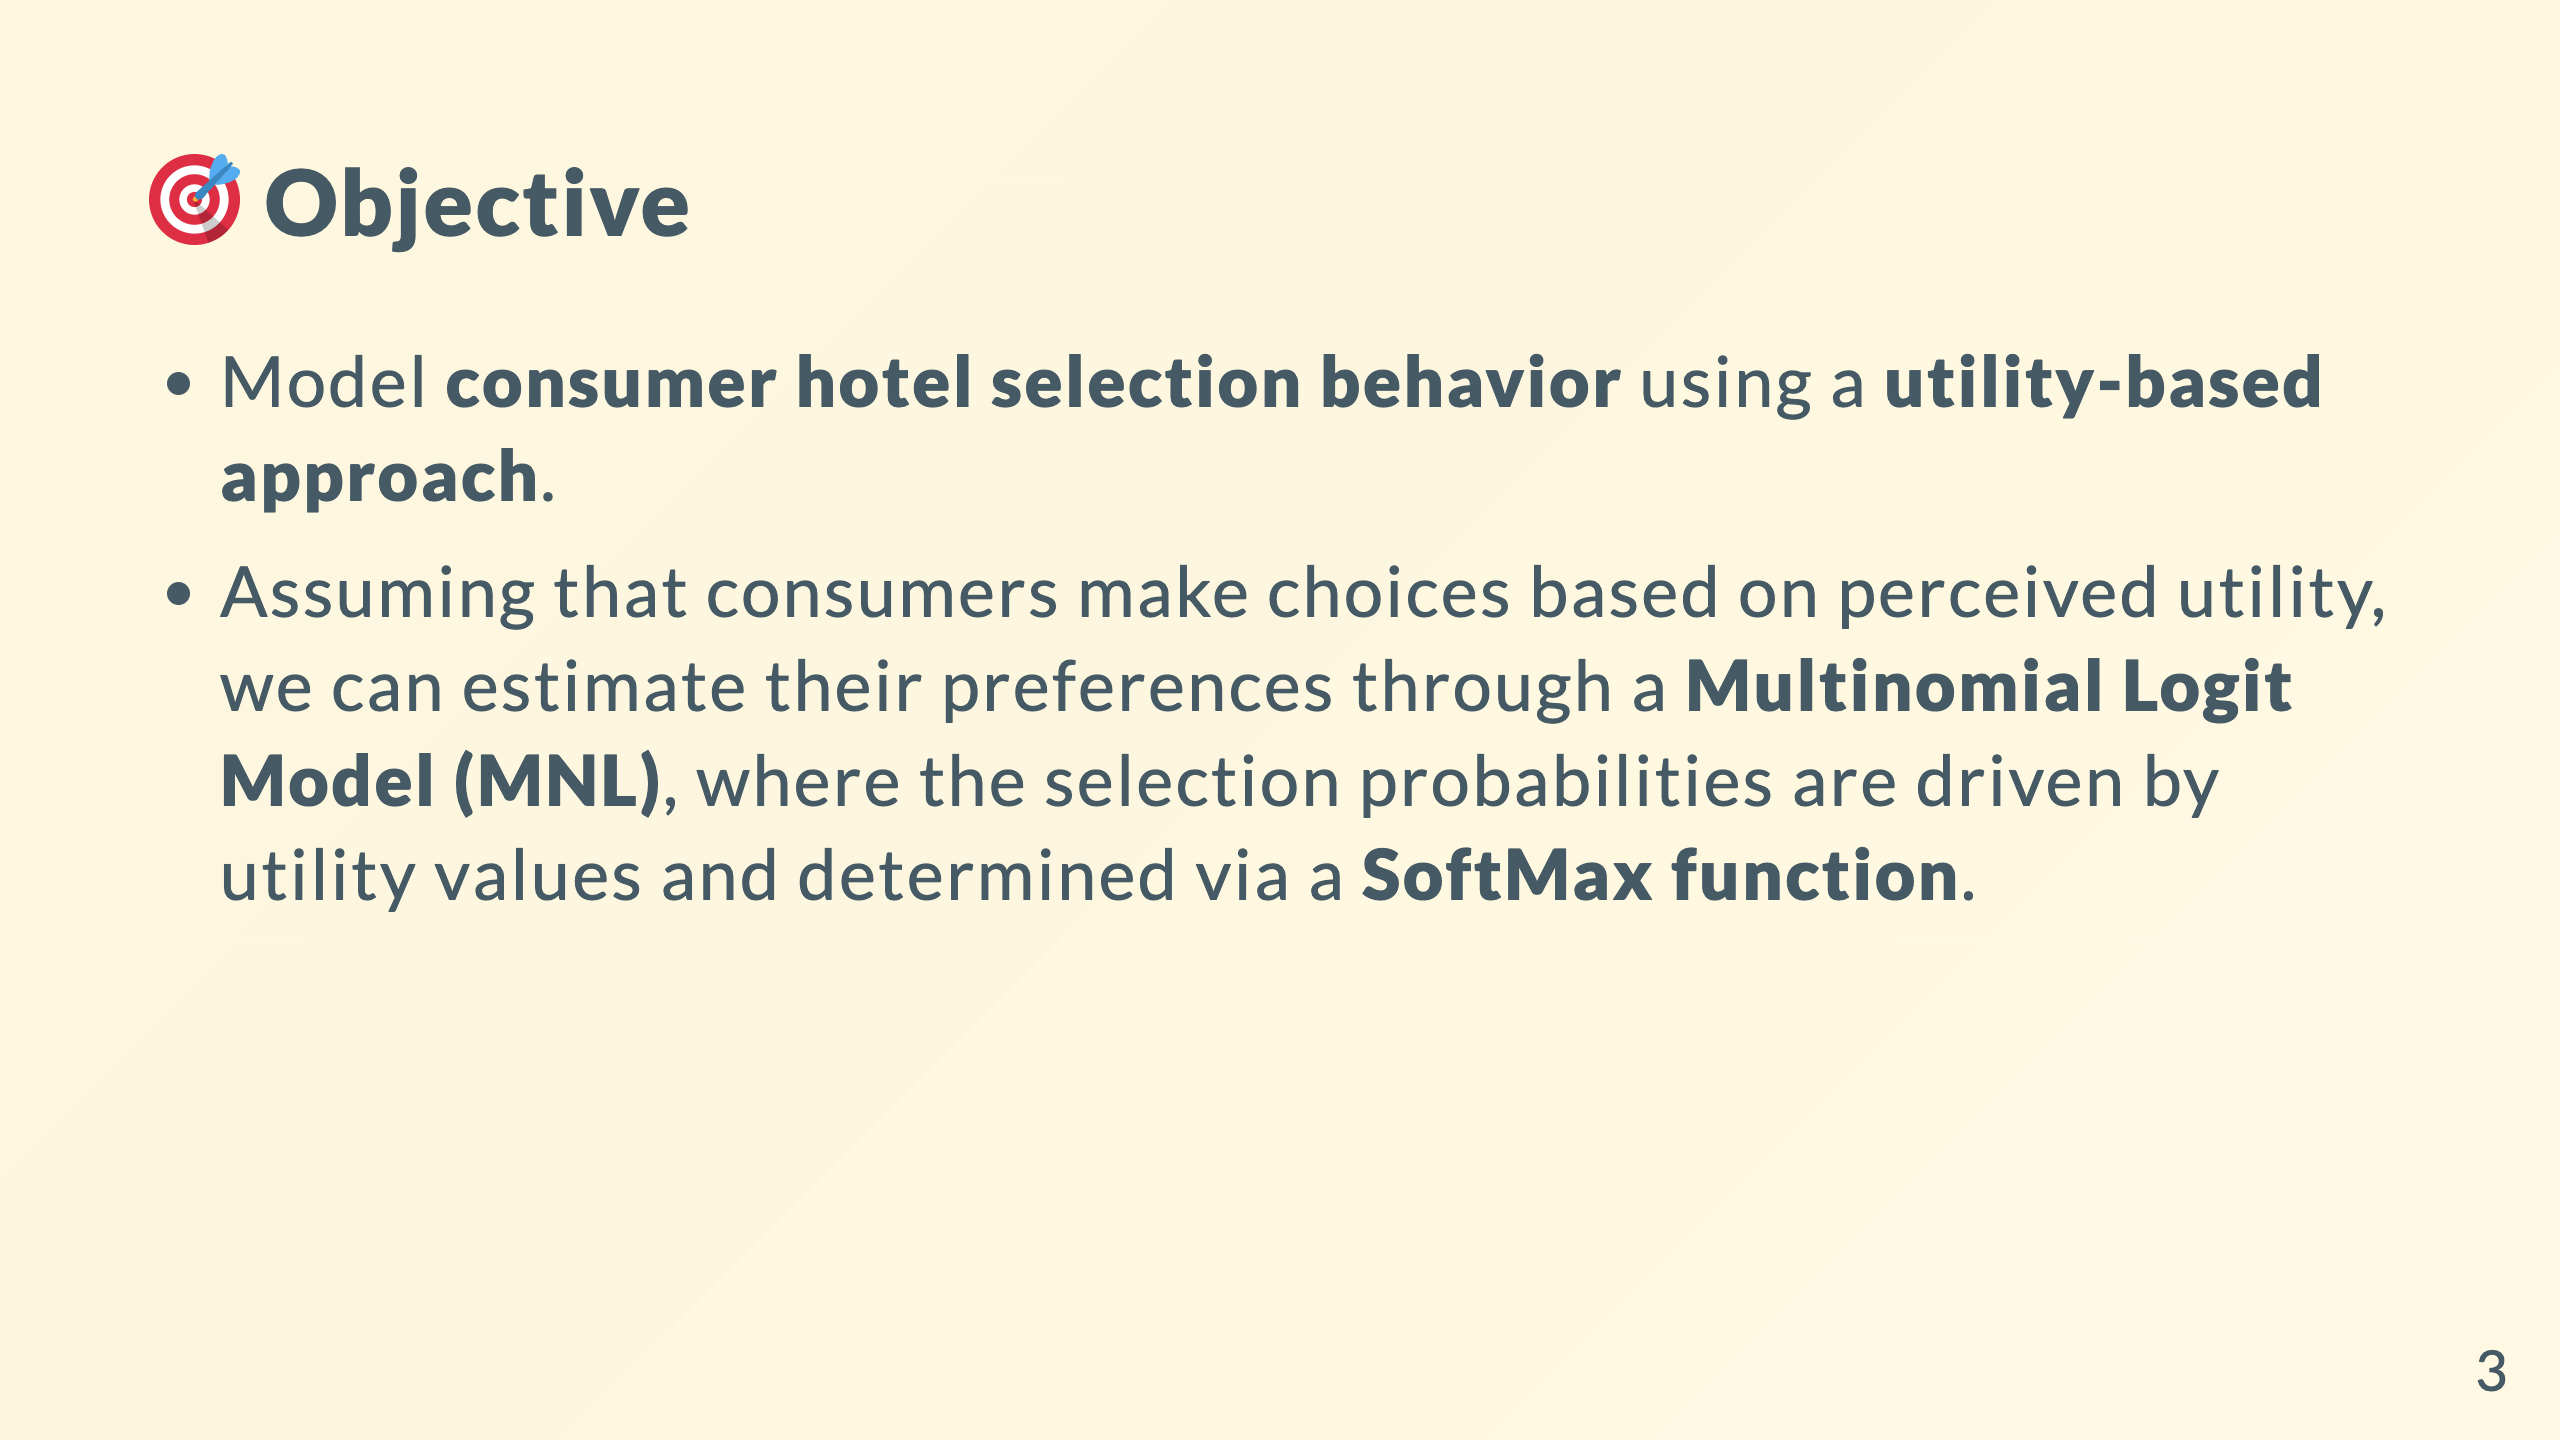 🎯 Objective
• Model consumer hotel selection behavior using a utility-based
approach.
• Assuming that consumers make choices based on perceived utility,
we can estimate their preferences through a Multinomial Logit
Model (MNL), where the selection probabilities are driven by
utility values and determined via a SoftMax function.
3